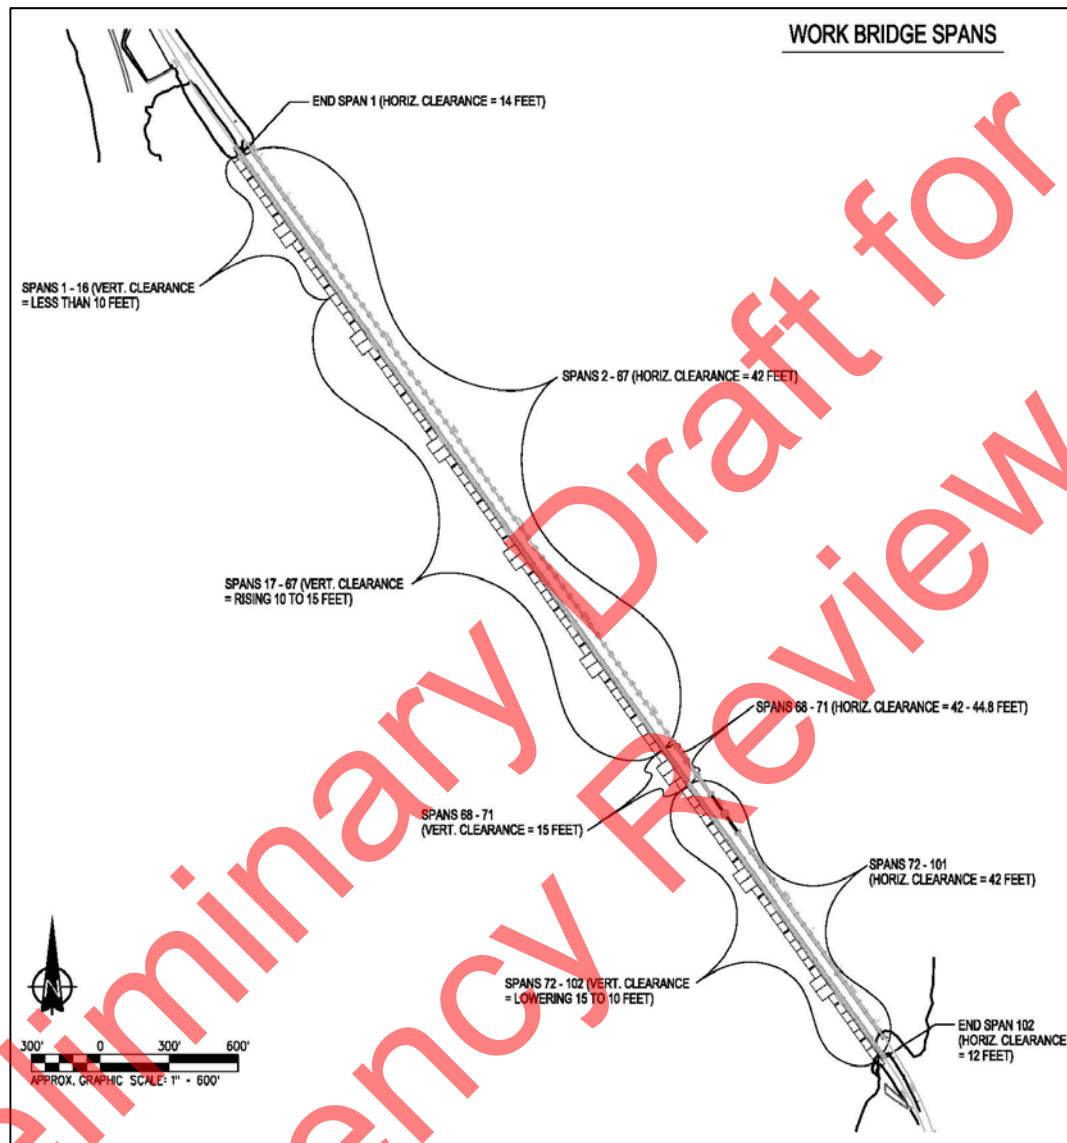 WORK BRIDGE SPANS
END SPAN 1 (HORIZ. CLEARANCE = 14 FEET)
SPANS 1 - 16 (VERT. CLEARANCE
= LESS THAN 10 FEET)
SPANS 2 - 67 (HORIZ. CLEARANCE = 42 FEET)
SPANS 17 - 67 (VERT. CLEARANCE
= RISING 10 TO 15 FEET)
SPANS 68 - 71 (HORIZ. CLEARANCE = 42 - 44.8 FEET)
SPANS 68 - 71
(VERT. CLEARANCE = 15 FEET)
SPANS 72 - 101
(HORIZ. CLEARANCE = 42 FEET)
SPANS 72 - 102 (VERT. CLEARANCE
= LOWERING 15 TO 10 FEET)
END SPAN 102
(HORIZ. CLEARANCE
= 12 FEET)
N
300' 0 300' 600'
APPROX. GRAPHIC SCALE: 1" - 600'
eliminary Draft for
ency Review